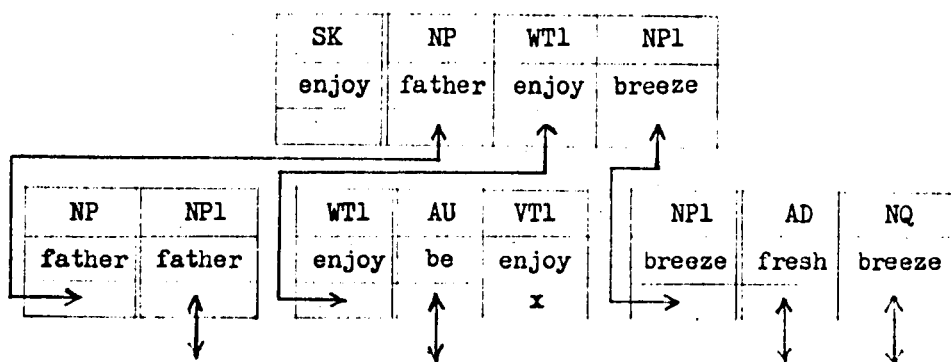 SK NP WT1 NP1
enjoy father enjoy breeze
NP NP1 WT1 AU VT1 NP1 AD NQ
father father enjoy be enjoy breeze fresh breeze
x